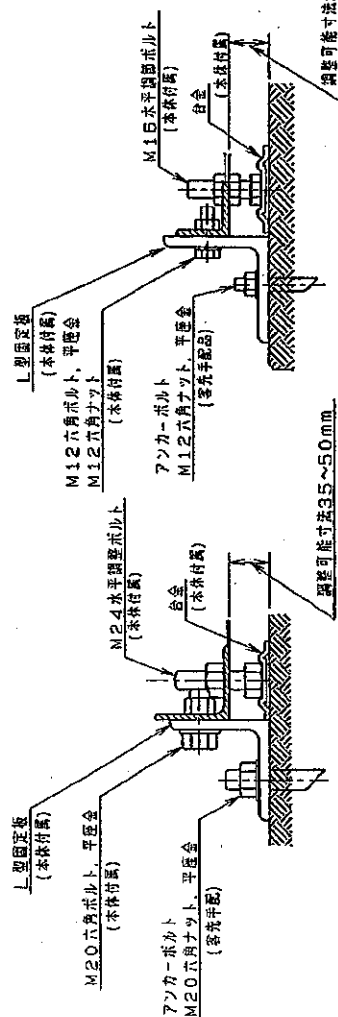 L型固定板
(本体付属)
M20六角ボルト、平座金
(本体付属)
アンカーボルト
M20六角ナット、平座金
(客先手配)
M24水平調整ボルト
(本体付属)
台金
(本体付属)
調整可能寸法35~50mm
L型固定板
(本体付属)
M12六角ボルト、平座金
M12六角ナット
(本体付属)
アンカーボルト
M12六角ナット、平座金
(客先手配品)
M16水平調節ボルト
(本体付属)
台金
(本体付属)
調整可能寸法